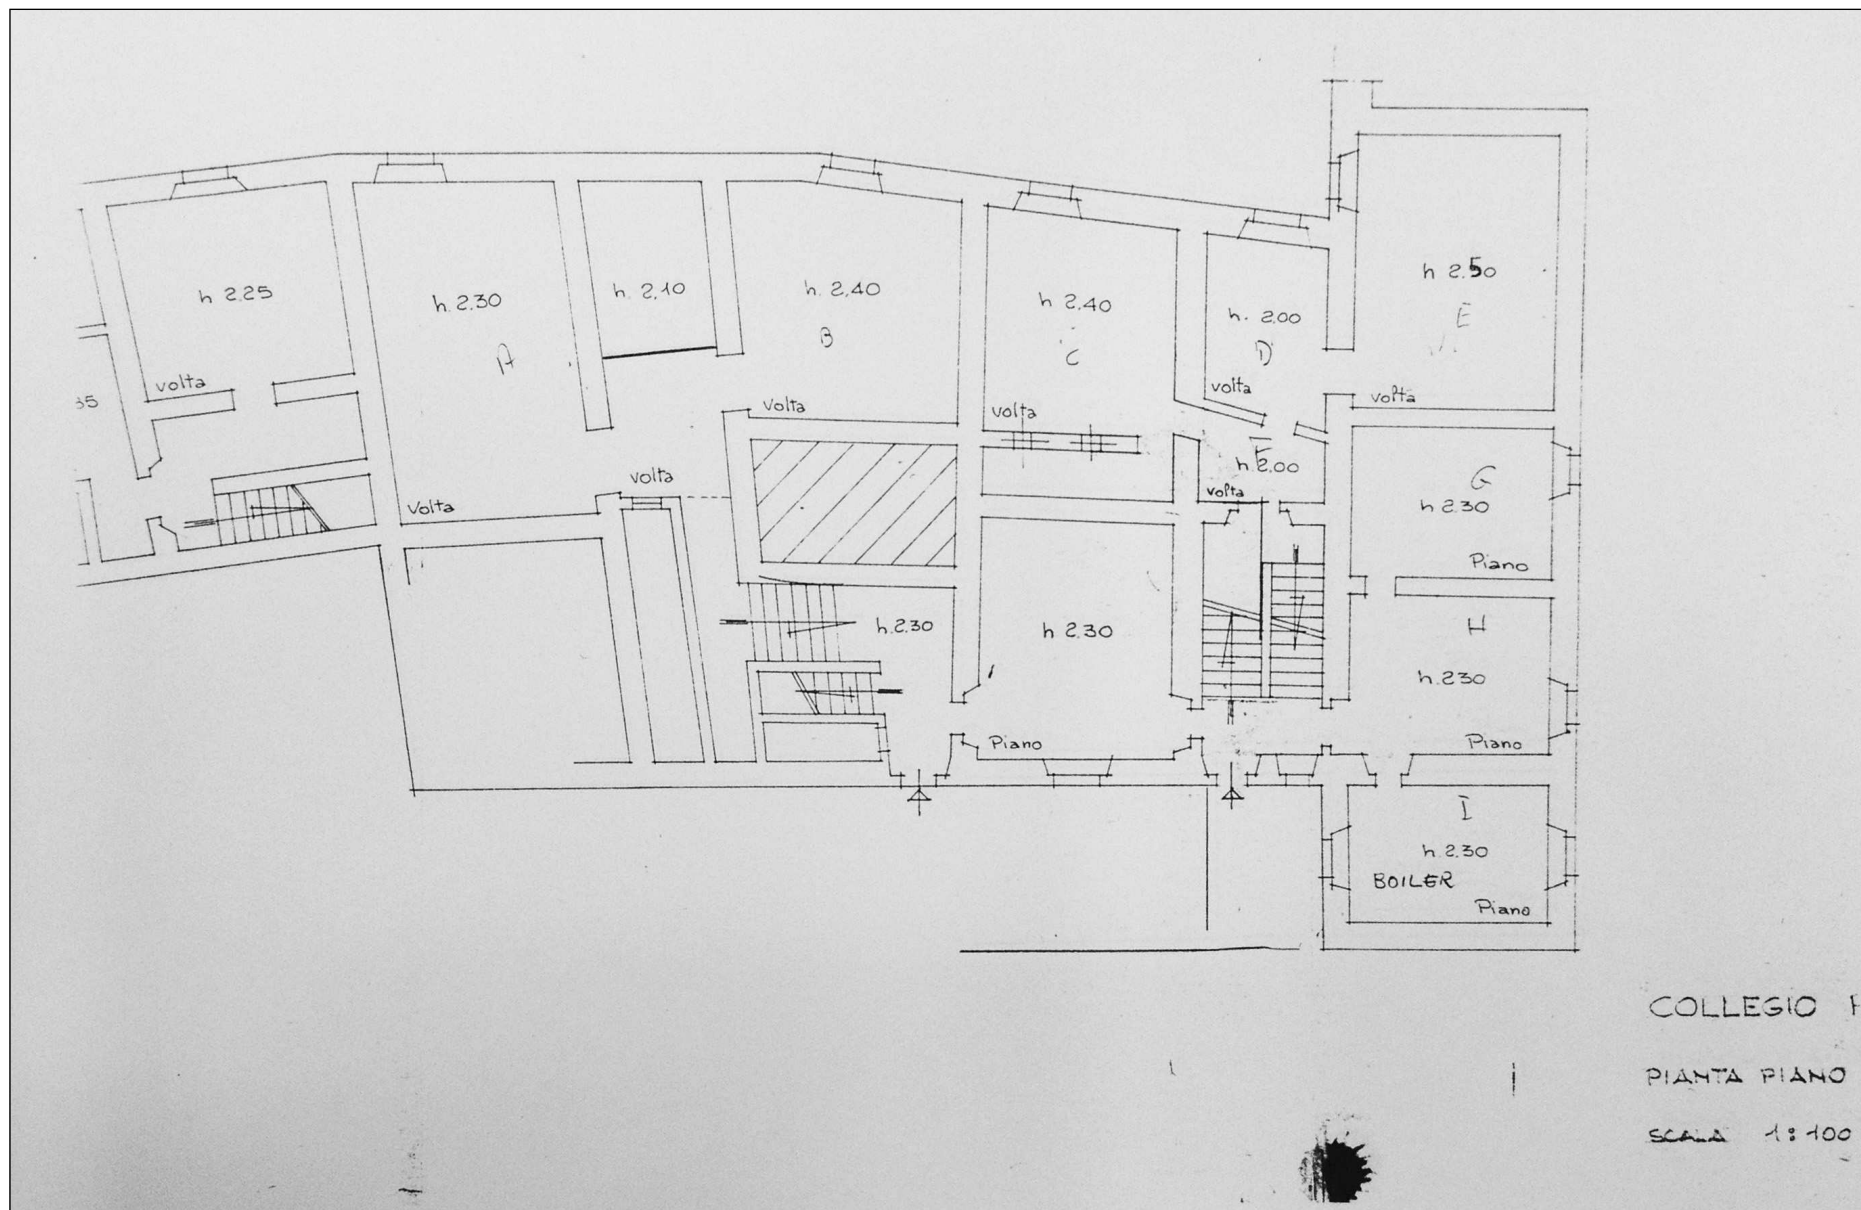 h 2.25
volta
35
h. 2.30
A
Volta
h. 2.10
volta
h. 2.40
B
Volta
h 2.40
C
volta
h. 2.00
D
volta
h 2.50
E
volta
F
h 2.00
volta
G
h 2.30
Piano
H
h. 2.30
Piano
I
h 2.30
BOILER
Piano
h. 2.30
h 2.30
Piano
COLLEGIO
PIANTA PIANO
SCALA 1:100